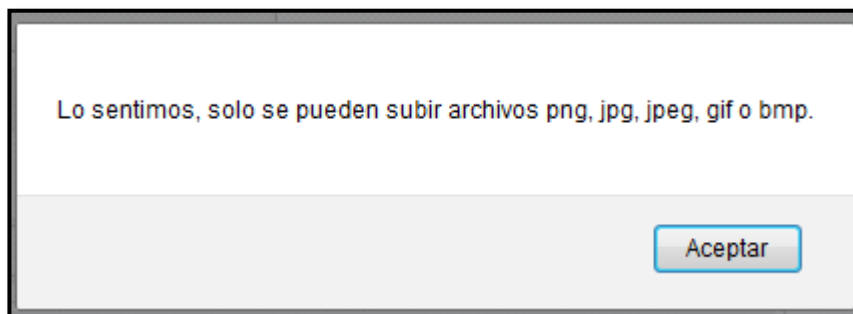 Lo sentimos, solo se pueden subir archivos png, jpg, jpeg, gif o bmp.
Aceptar